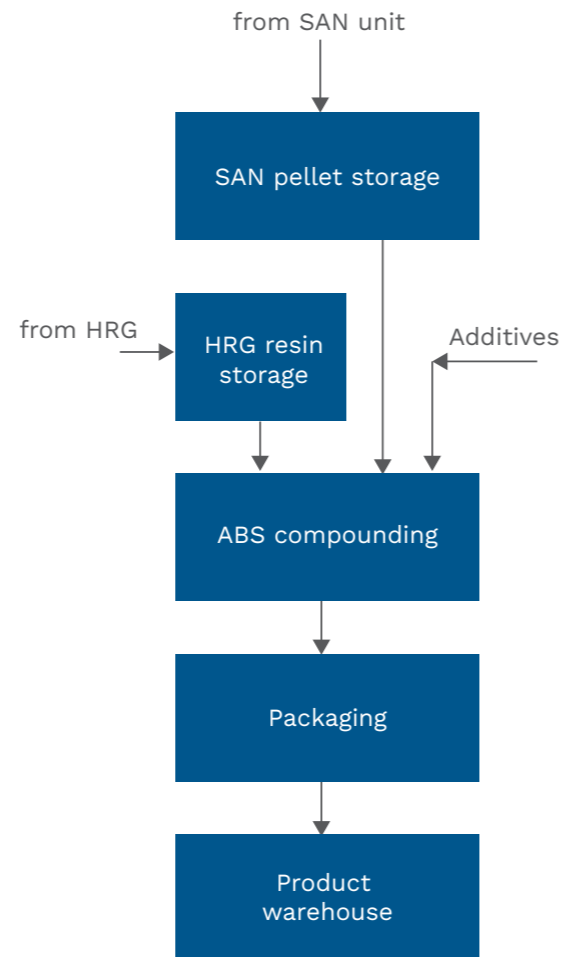 from SAN unit
SAN pellet storage
from HRG
HRG resin
storage
Additives
ABS compounding
Packaging
Product
warehouse